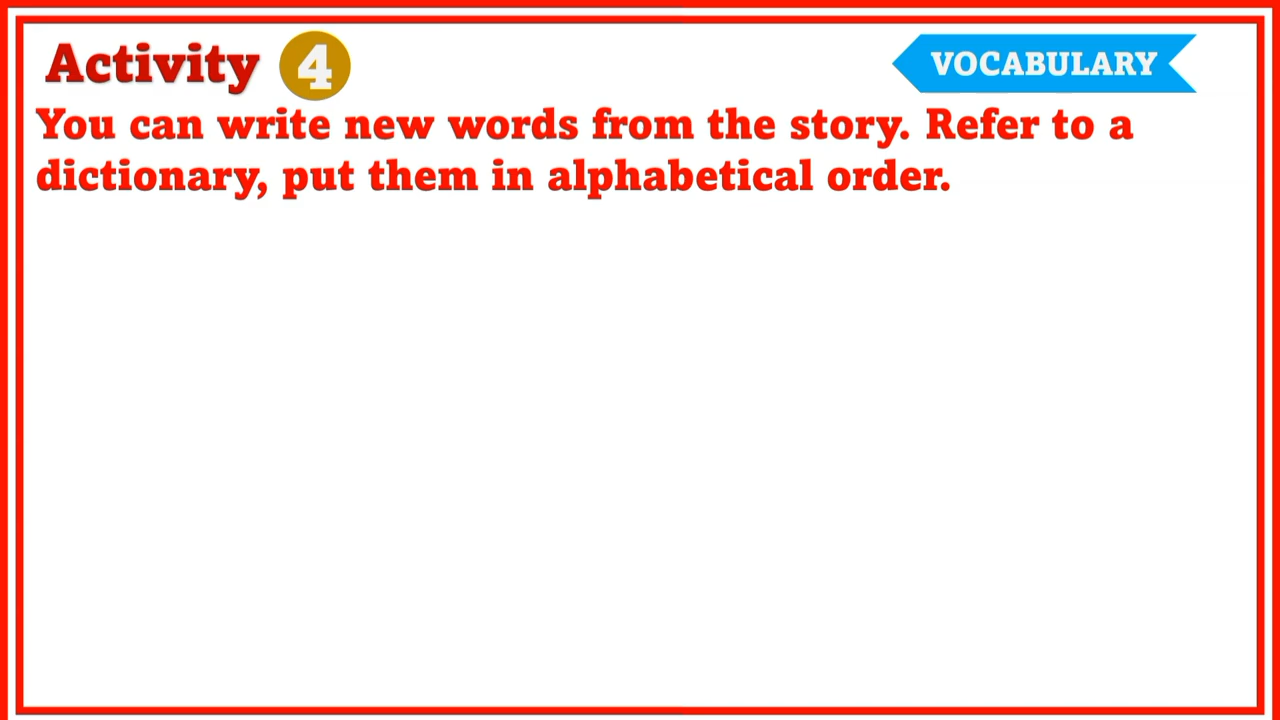 Activity 4
VOCABULARY
You can write new words from the story. Refer to a
dictionary, put them in alphabetical order.